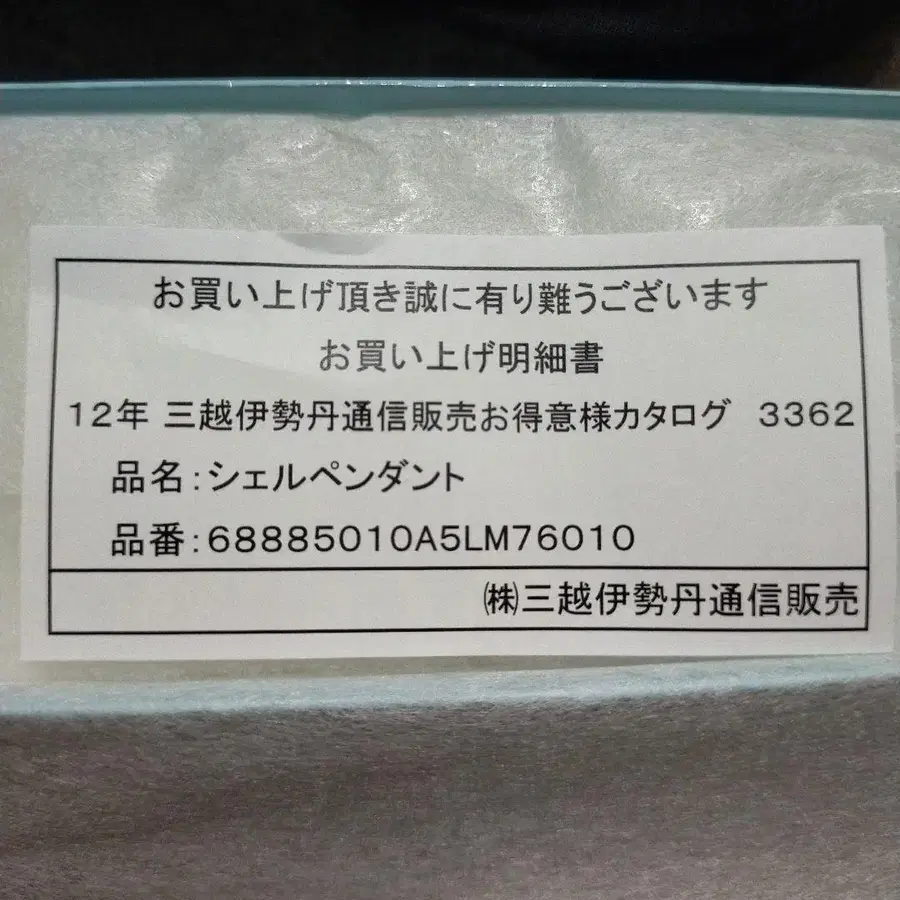 お買い上げ頂き誠に有り難うございます
お買い上げ明細書
12年 三越伊勢丹通信販売お得意様カタログ 3362
品名:シェルペンダント
品番:68885010A5LM76010
㈱三越伊勢丹通信販売